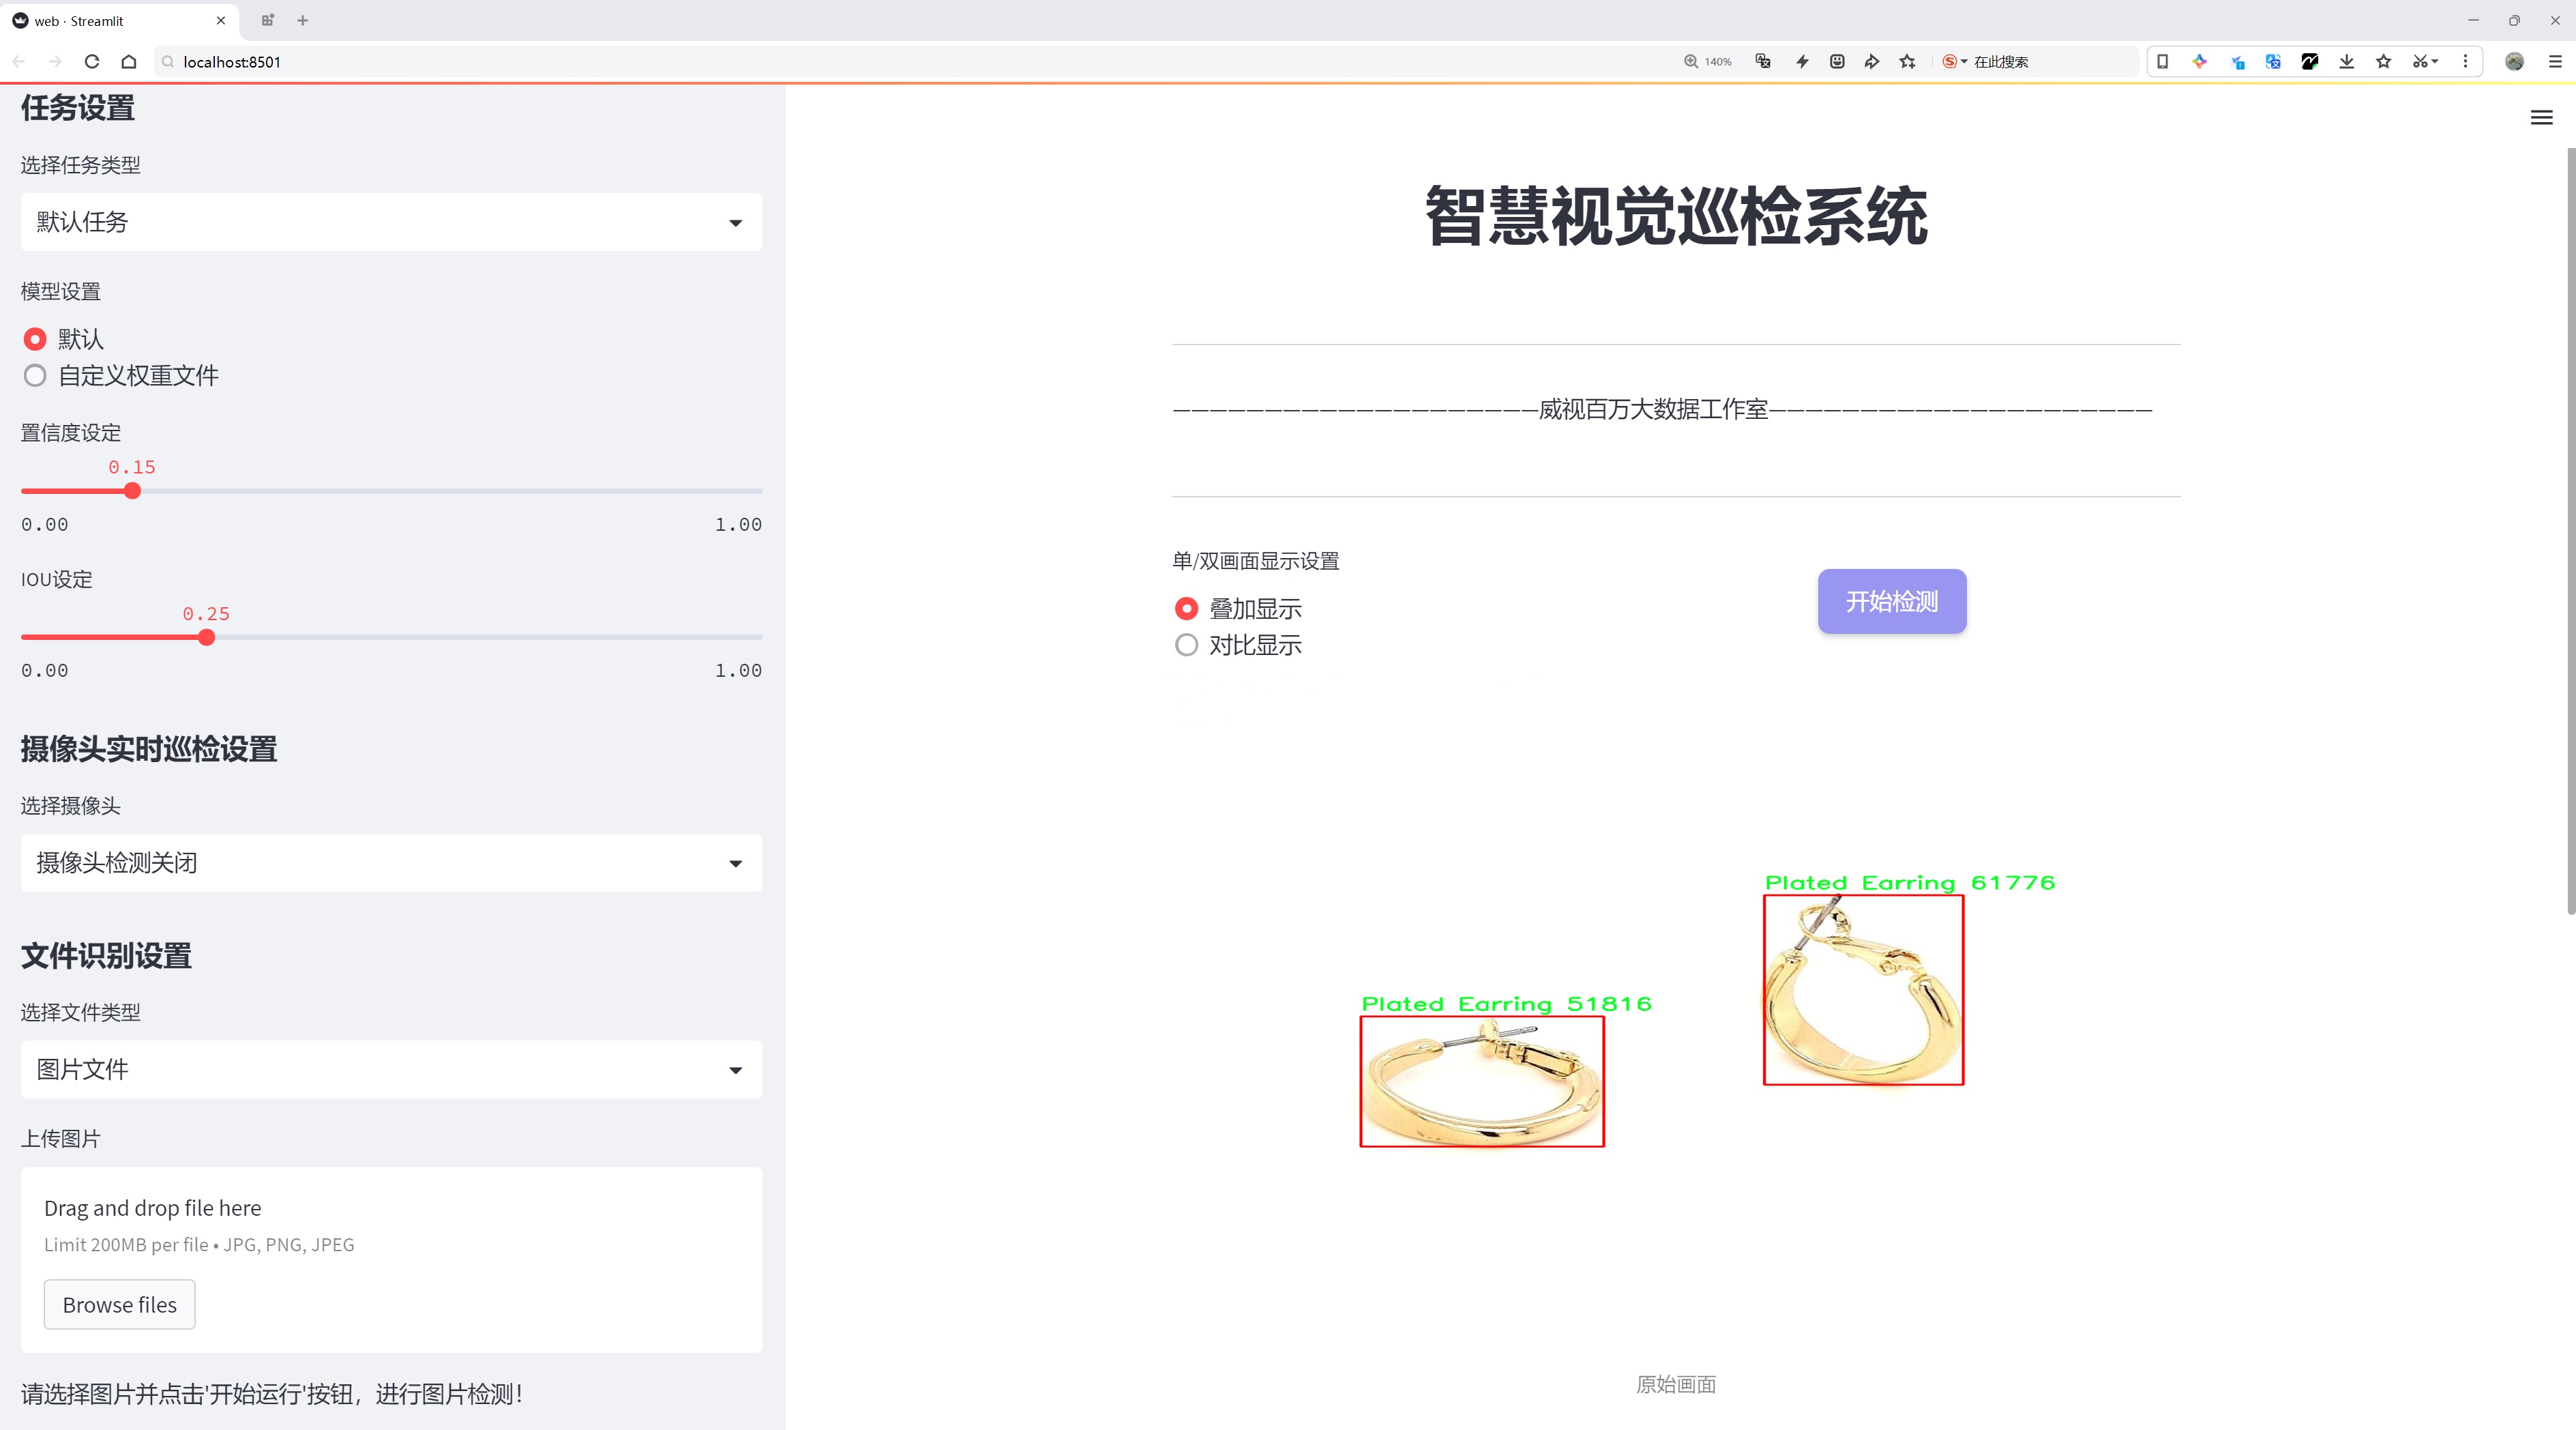 web · Streamlit
localhost:8501
140%
在此搜索
任务设置
选择任务类型
默认任务
模型设置
默认
自定义权重文件
置信度设定
0.15
0.00
1.00
IOU设定
0.25
0.00
1.00
摄像头实时巡检设置
选择摄像头
摄像头检测关闭
文件识别设置
选择文件类型
图片文件
上传图片
Drag and drop file here
Limit 200MB per file • JPG, PNG, JPEG
Browse files
请选择图片并点击'开始运行'按钮，进行图片检测！
智慧视觉巡检系统
————————————————————威视百万大数据工作室—————————————————————
单/双画面显示设置
叠加显示
对比显示
开始检测
Plated Earring 61776
Plated Earring 51816
原始画面